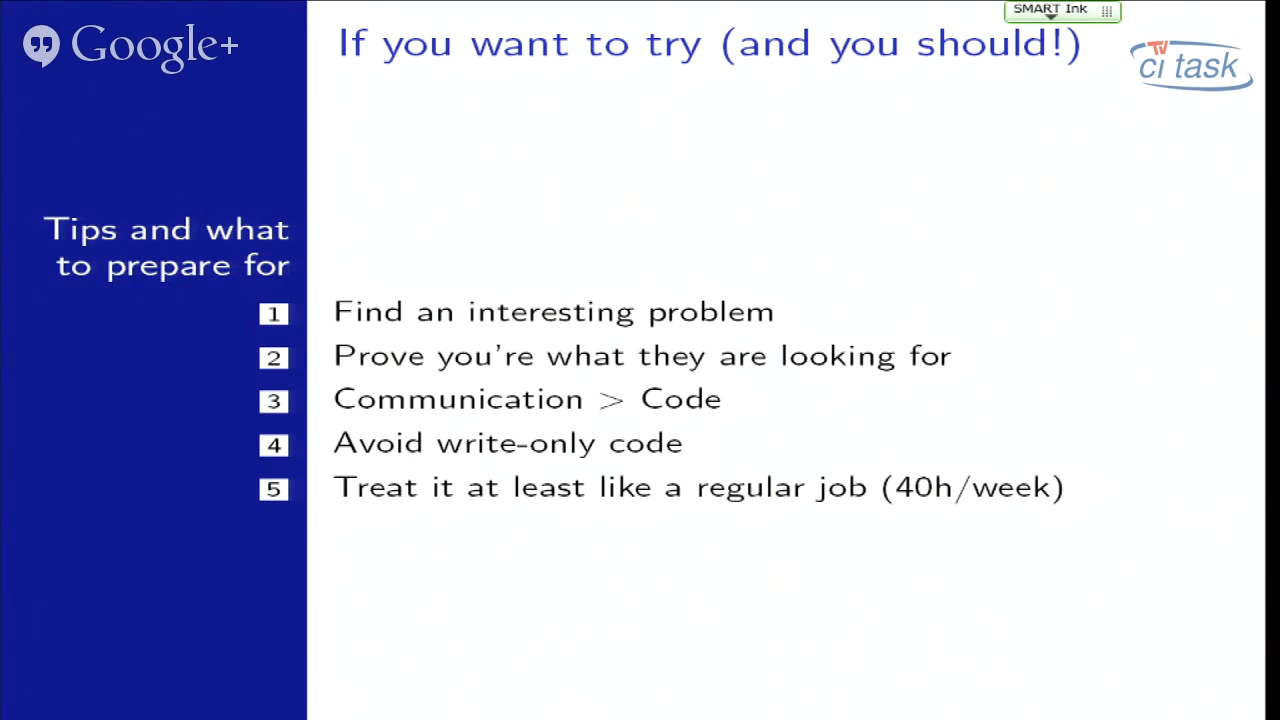 SMART Ink
Google+
If you want to try (and you should!)
TV
ci task
Tips and what
to prepare for
1 Find an interesting problem
2 Prove you're what they are looking for
3 Communication > Code
4 Avoid write-only code
5 Treat it at least like a regular job (40h/week)